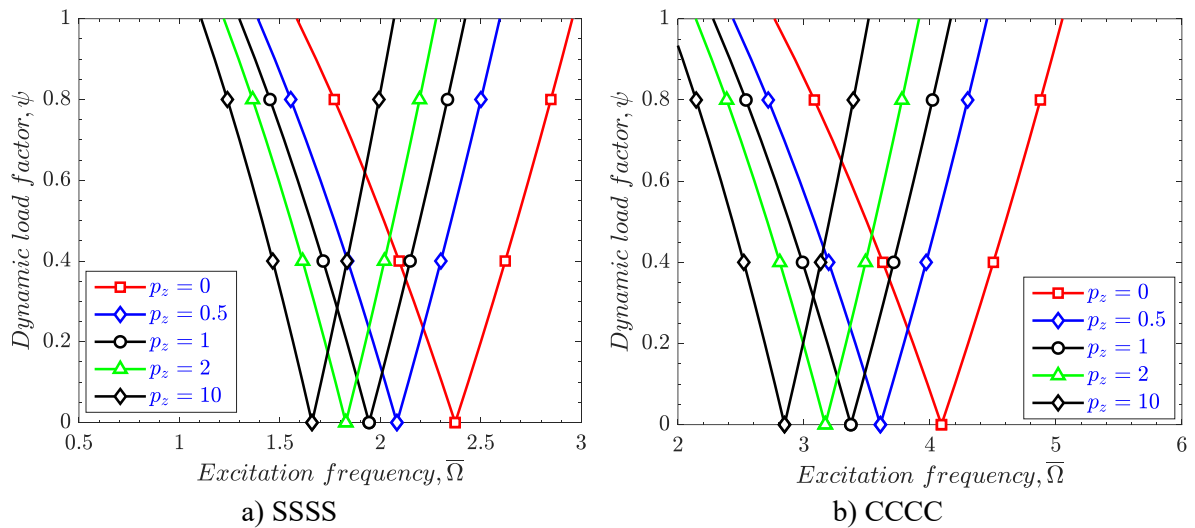 1
0.8
0.6
0.4
0.2
0
Dynamic load factor, ψ
0.5 1 1.5 2 2.5 3
Excitation frequency, Ω̅
p_z = 0
p_z = 0.5
p_z = 1
p_z = 2
p_z = 10
a) SSSS
1
0.8
0.6
0.4
0.2
0
Dynamic load factor, ψ
2 3 4 5 6
Excitation frequency, Ω̅
p_z = 0
p_z = 0.5
p_z = 1
p_z = 2
p_z = 10
b) CCCC